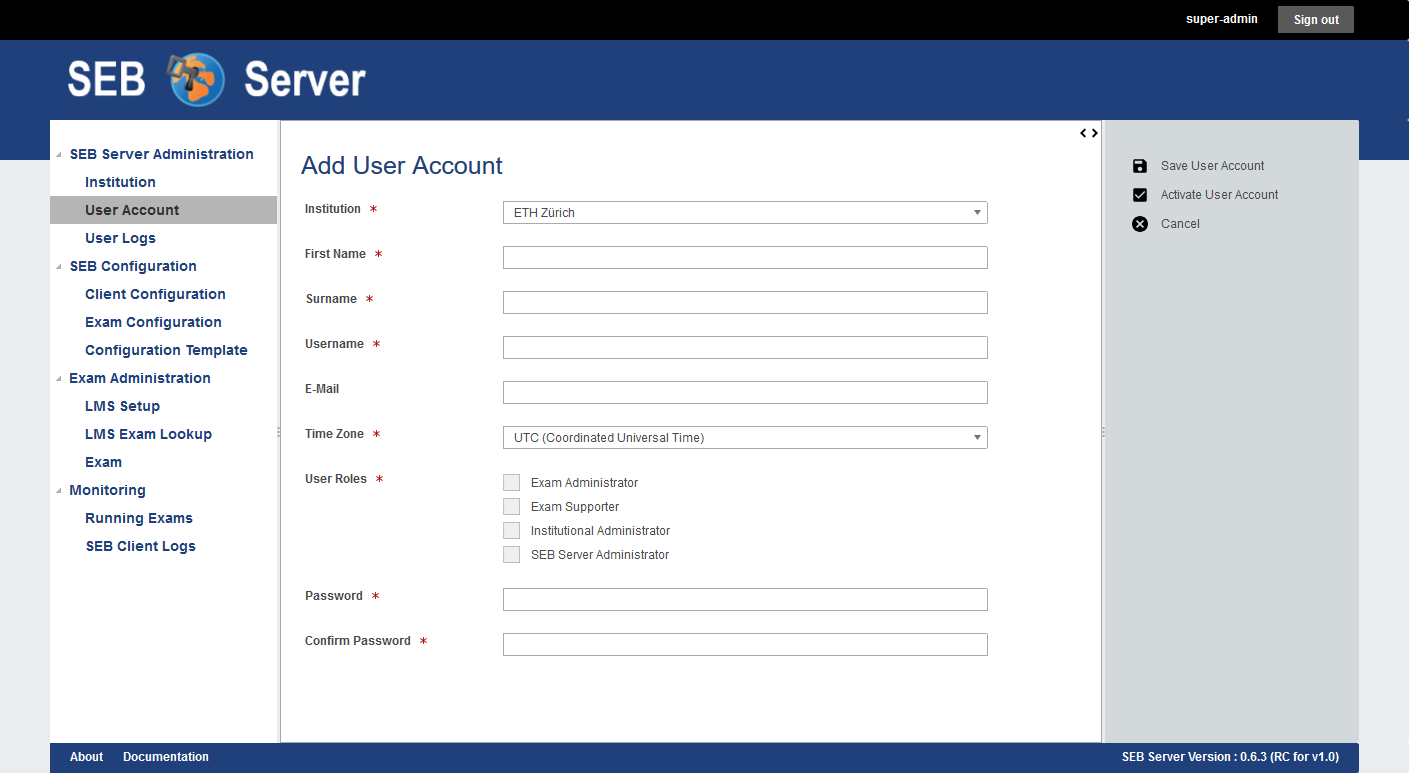 super-admin Sign out
SEB Server
SEB Server Administration
Institution
User Account
User Logs
SEB Configuration
Client Configuration
Exam Configuration
Configuration Template
Exam Administration
LMS Setup
LMS Exam Lookup
Exam
Monitoring
Running Exams
SEB Client Logs
Add User Account
Institution * ETH Zürich
First Name *
Surname *
Username *
E-Mail
Time Zone * UTC (Coordinated Universal Time)
User Roles * Exam Administrator
Exam Supporter
Institutional Administrator
SEB Server Administrator
Password *
Confirm Password *
Save User Account
Activate User Account
Cancel
About Documentation SEB Server Version : 0.6.3 (RC for v1.0)